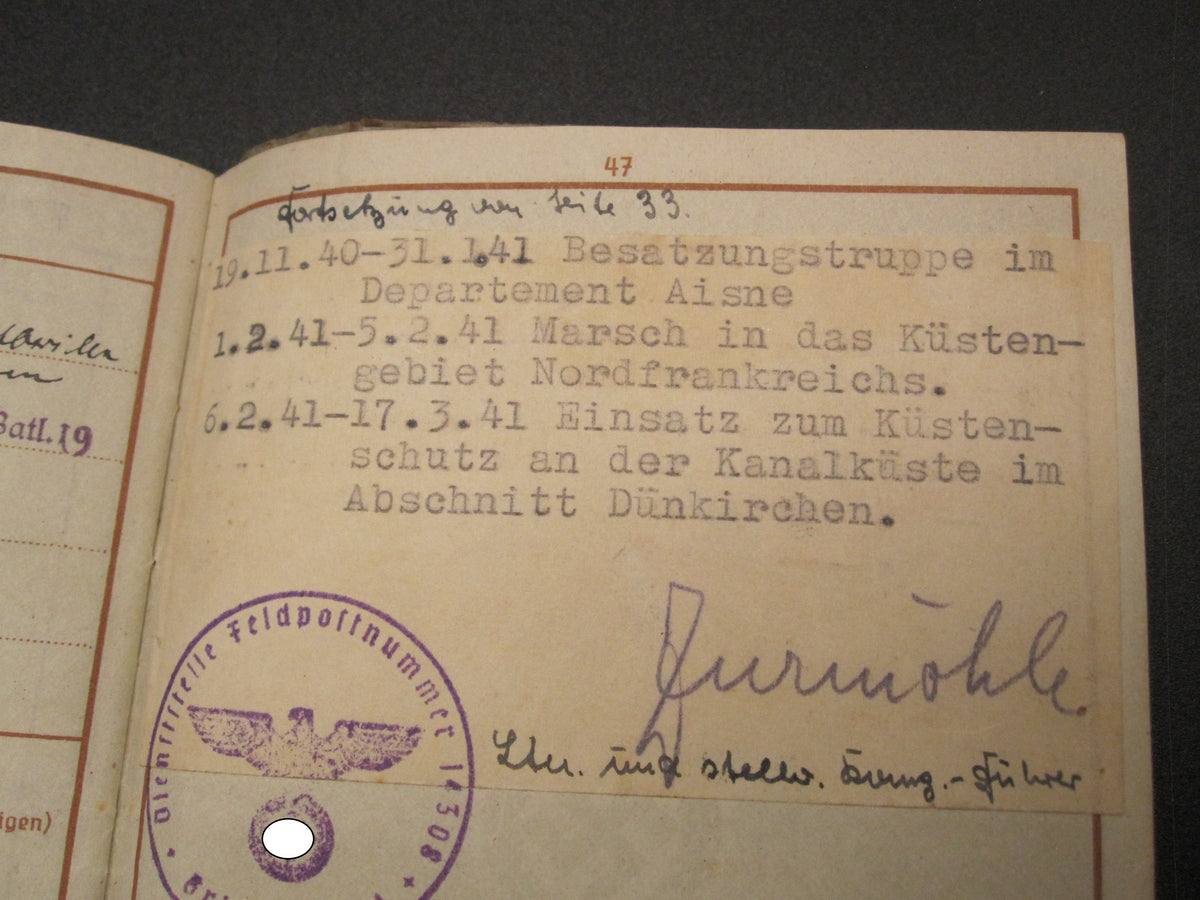 47
Fortsetzung von Seite 33.
19.11.40-31.1.41 Besatzungstruppe im
Departement Aisne
1.2.41-5.2.41 Marsch in das Küsten-
gebiet Nordfrankreichs.
6.2.41-17.3.41 Einsatz zum Küsten-
schutz an der Kanalküste im
Abschnitt Dünkirchen.
Zurmöhle
Ltn. und stellv. Komp.-Führer
Dienststelle Feldpostnummer 14308
Batl.19
igen)